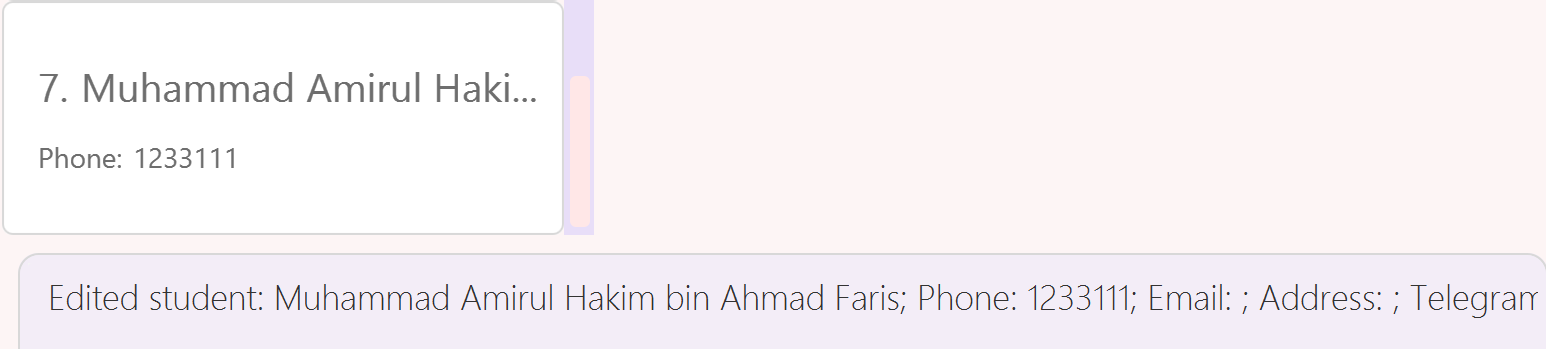 7. Muhammad Amirul Haki...
Phone: 1233111
Edited student: Muhammad Amirul Hakim bin Ahmad Faris; Phone: 1233111; Email: ; Address: ; Telegram